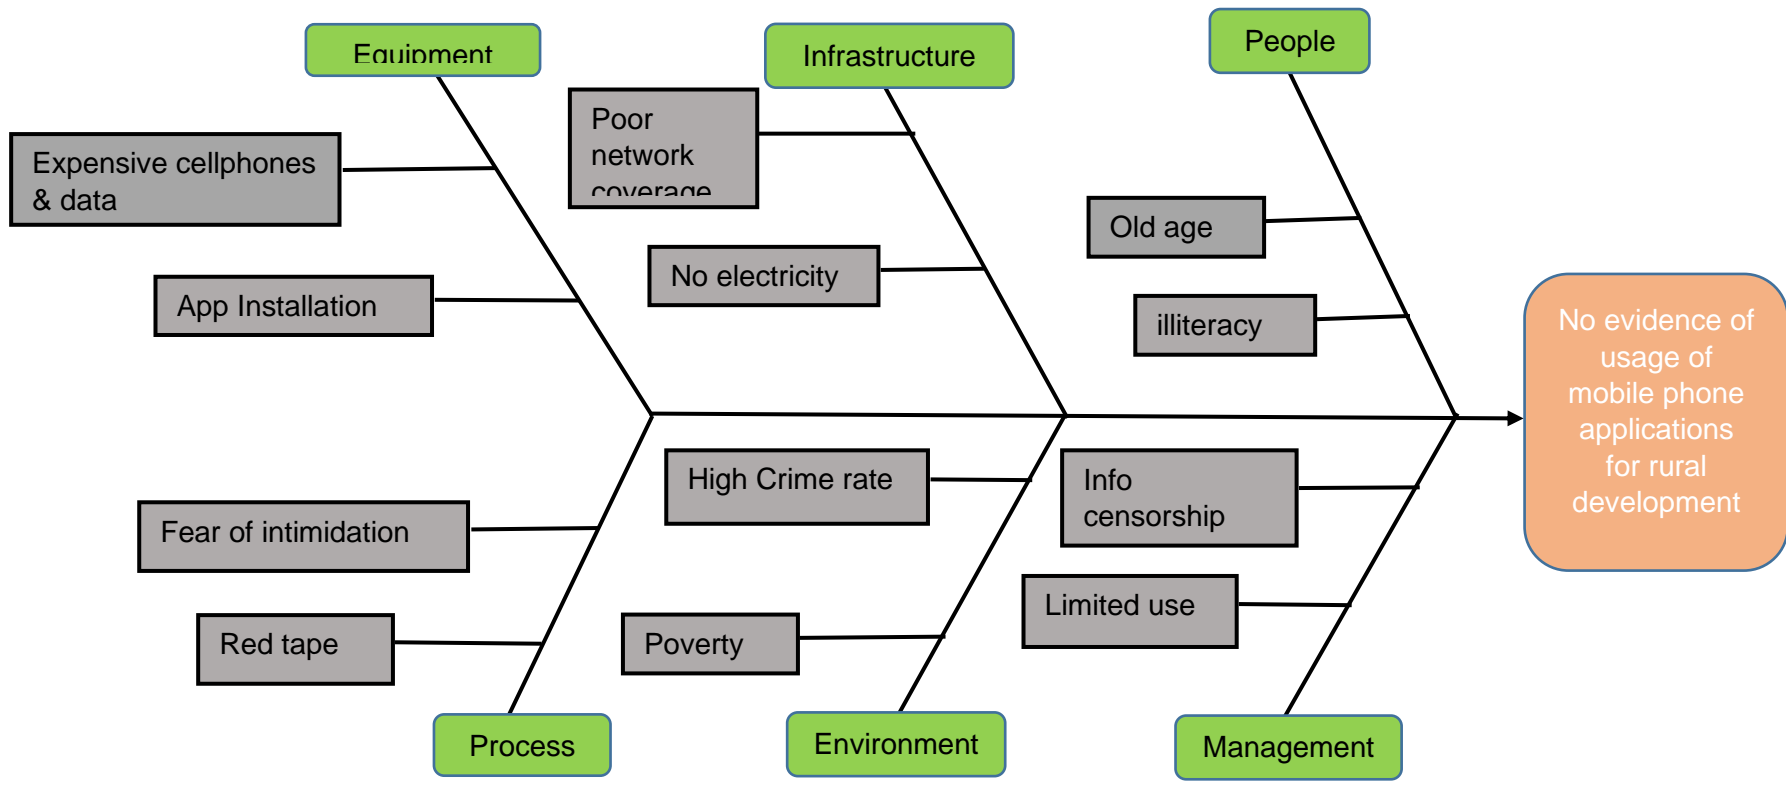 Equipment
Infrastructure
People
Expensive cellphones
& data
App Installation
Poor
network
coverage
No electricity
Old age
illiteracy
No evidence of
usage of
mobile phone
applications
for rural
development
Fear of intimidation
Red tape
High Crime rate
Poverty
Info
censorship
Limited use
Process
Environment
Management